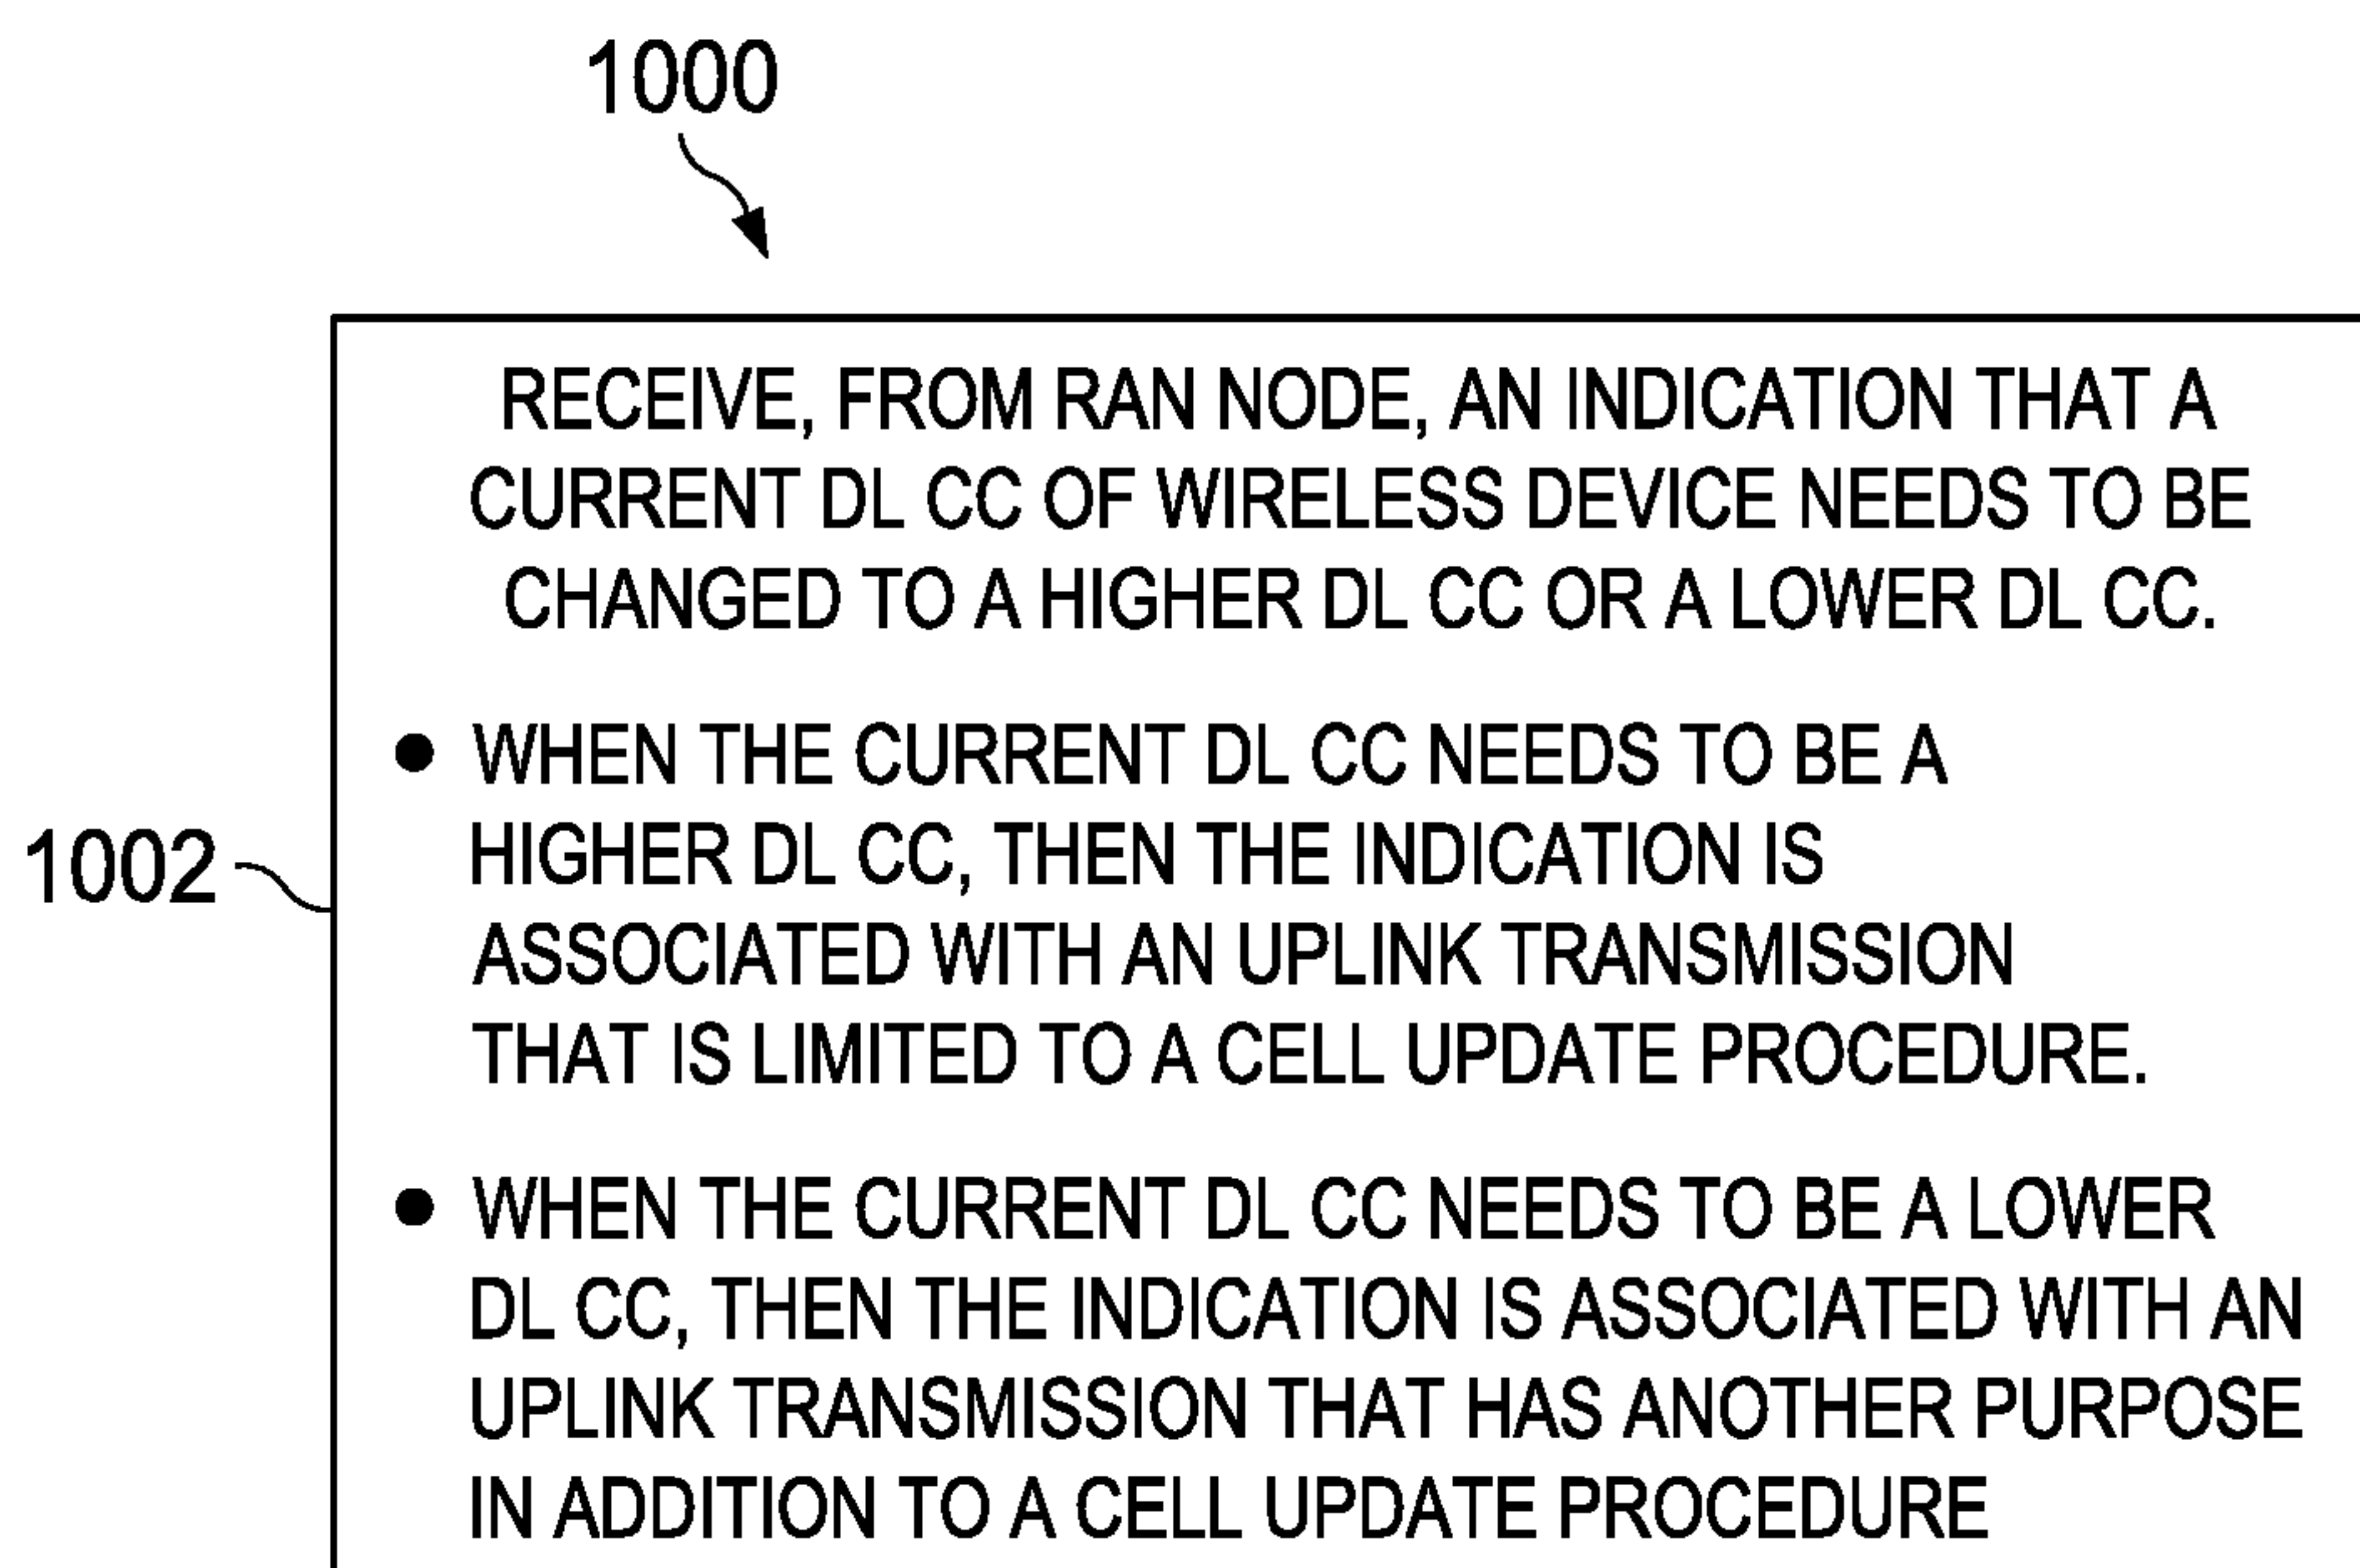 1000
RECEIVE, FROM RAN NODE, AN INDICATION THAT A
CURRENT DL CC OF WIRELESS DEVICE NEEDS TO BE
CHANGED TO A HIGHER DL CC OR A LOWER DL CC.
● WHEN THE CURRENT DL CC NEEDS TO BE A
HIGHER DL CC, THEN THE INDICATION IS
1002
ASSOCIATED WITH AN UPLINK TRANSMISSION
THAT IS LIMITED TO A CELL UPDATE PROCEDURE.
● WHEN THE CURRENT DL CC NEEDS TO BE A LOWER
DL CC, THEN THE INDICATION IS ASSOCIATED WITH AN
UPLINK TRANSMISSION THAT HAS ANOTHER PURPOSE
IN ADDITION TO A CELL UPDATE PROCEDURE